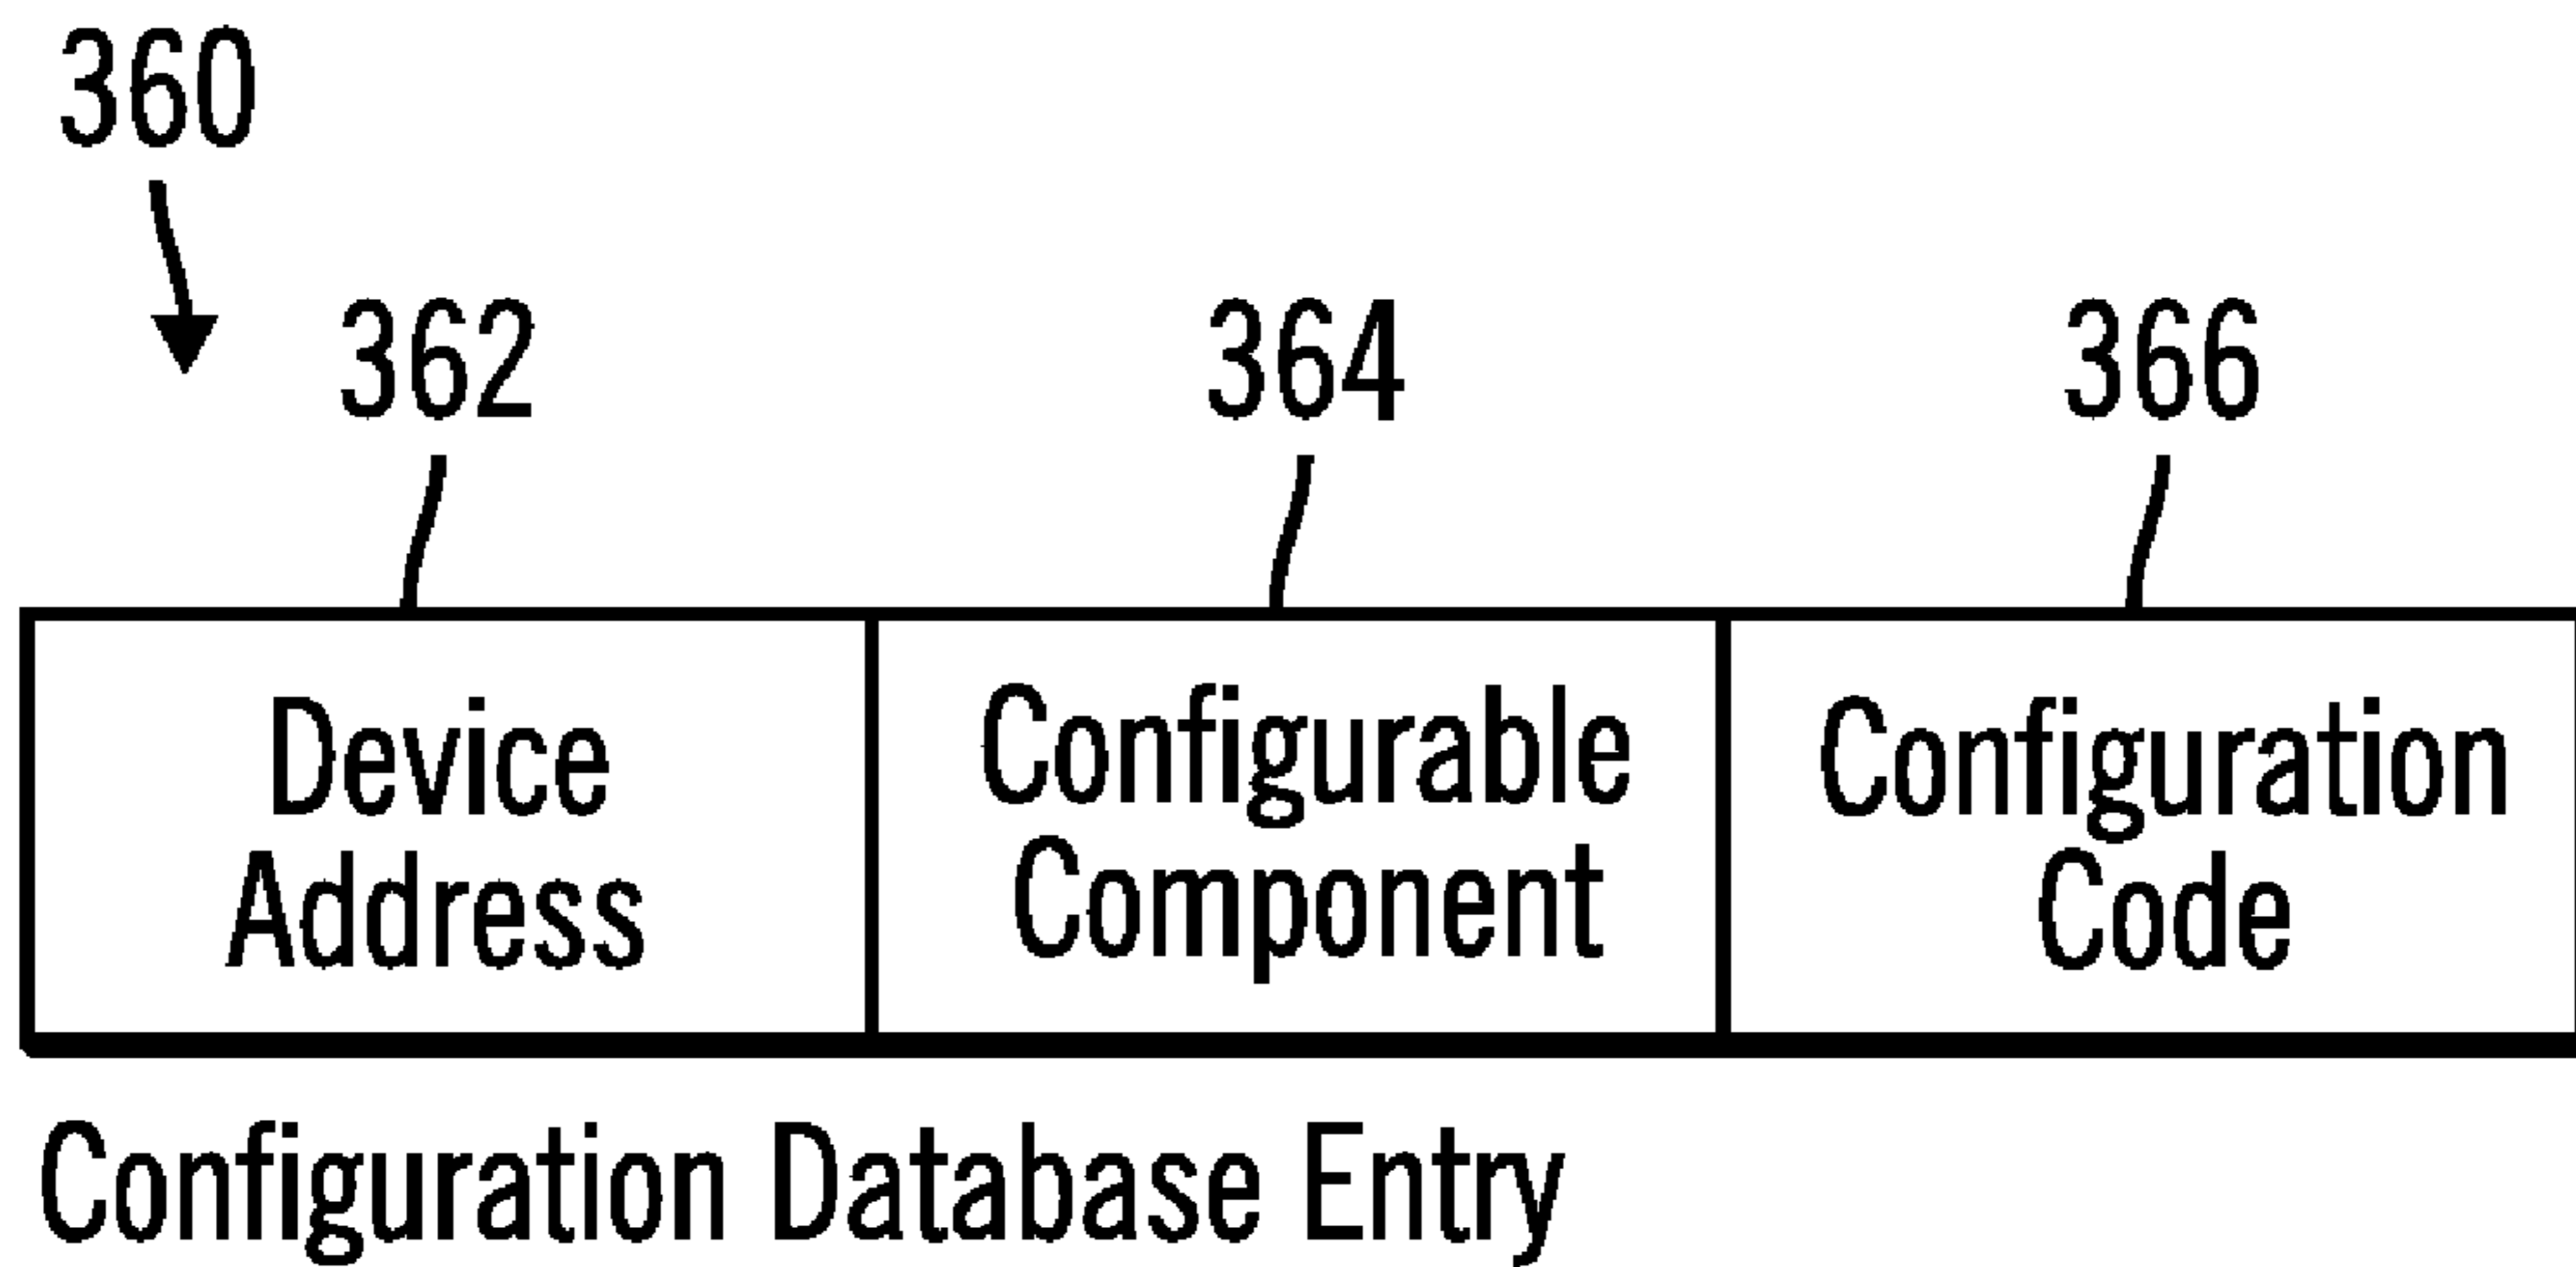 360
362
364
366
Device
Address
Configurable
Component
Configuration
Code
Configuration Database Entry